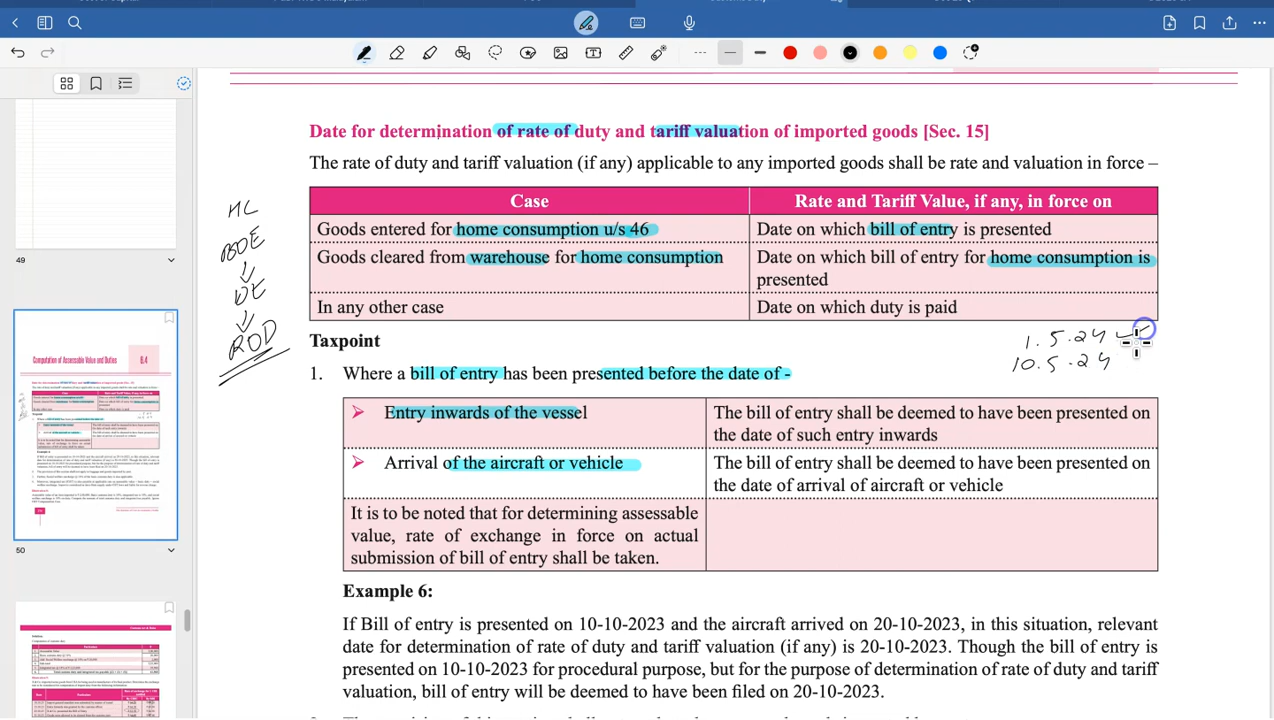 Date for determination of rate of duty and tariff valuation of imported goods [Sec. 15]
The rate of duty and tariff valuation (if any) applicable to any imported goods shall be rate and valuation in force –
Case
Rate and Tariff Value, if any, in force on
Goods entered for home consumption u/s 46
Date on which bill of entry is presented
Goods cleared from warehouse for home consumption
Date on which bill of entry for home consumption is
presented
In any other case
Date on which duty is paid
HC
BOE
DE
ROD
Taxpoint
1.5.24
10.5.24
1. Where a bill of entry has been presented before the date of -
➢ Entry inwards of the vessel
The bill of entry shall be deemed to have been presented on
the date of such entry inwards
➢ Arrival of the aircraft or vehicle
The bill of entry shall be deemed to have been presented on
the date of arrival of aircraft or vehicle
It is to be noted that for determining assessable
value, rate of exchange in force on actual
submission of bill of entry shall be taken.
Example 6:
If Bill of entry is presented on 10-10-2023 and the aircraft arrived on 20-10-2023, in this situation, relevant
date for determination of rate of duty and tariff valuation (if any) is 20-10-2023. Though the bill of entry is
presented on 10-10-2023 for procedural purpose, but for the purpose of determination of rate of duty and tariff
valuation, bill of entry will be deemed to have been filed on 20-10-2023.
49
Computation of Assessable Value and Duties
8.4
50